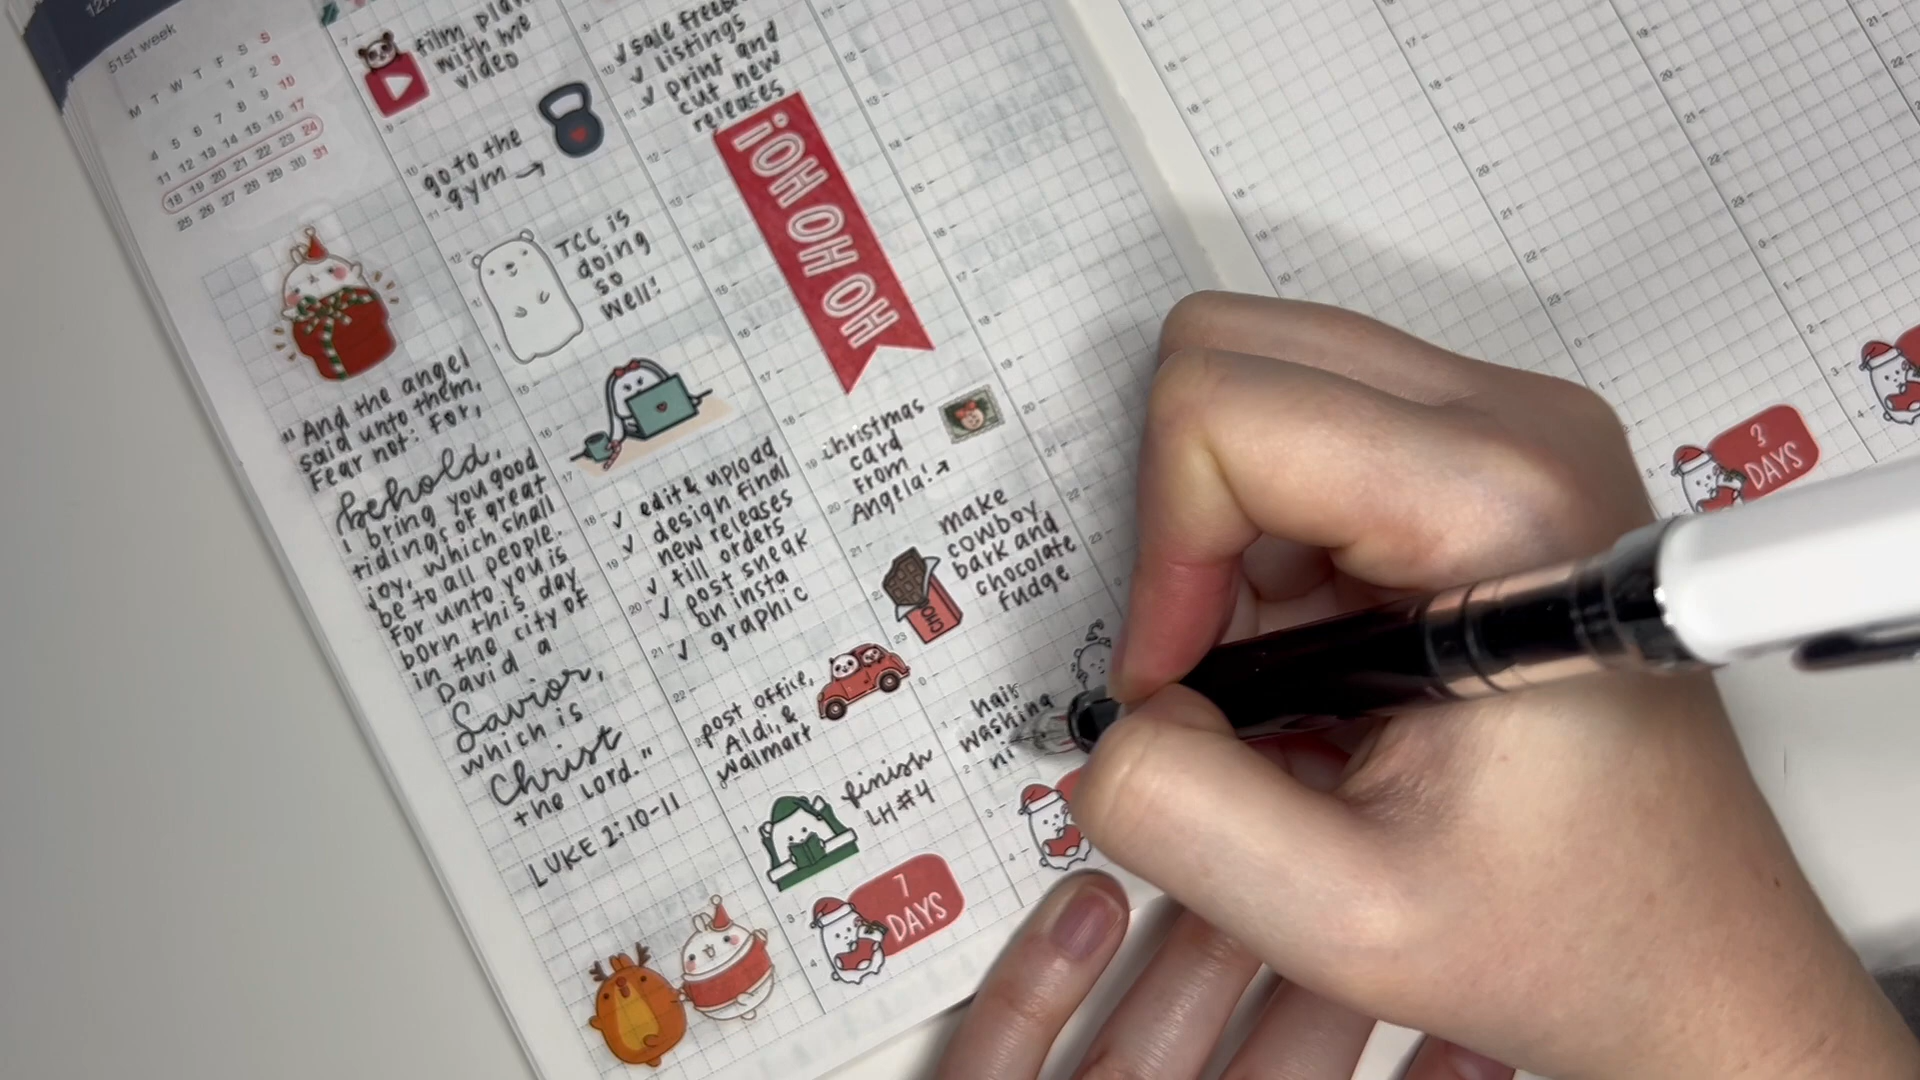 51st week
M T W T F S S
1 2 3
4 5 6 7 8 9 10
11 12 13 14 15 16 17
18 19 20 21 22 23 24
25 26 27 28 29 30 31
"And the angel
said unto them,
Fear not: For,
behold,
I bring you good
tidings of great
joy, which shall
be to all people.
For unto you is
born this day
in the city of
David a
Savior,
which is
Christ
the Lord."
LUKE 2:10-11
film plan
with me
video
go to the
gym →
TCC is
doing
so
well!
✓ edit & upload
✓ design final
new releases
✓ fill orders
✓ post sneak
on insta
✓ graphic
post office,
Aldi, &
Walmart
finish
LH #4
7
DAYS
✓ sale freebie
✓ listings
✓ print and
cut new
releases
HO HO HO!
christmas
card
from
Angela!
make
cowboy
bark and
chocolate
fudge
CHO
hair
washing
ni
3
DAYS